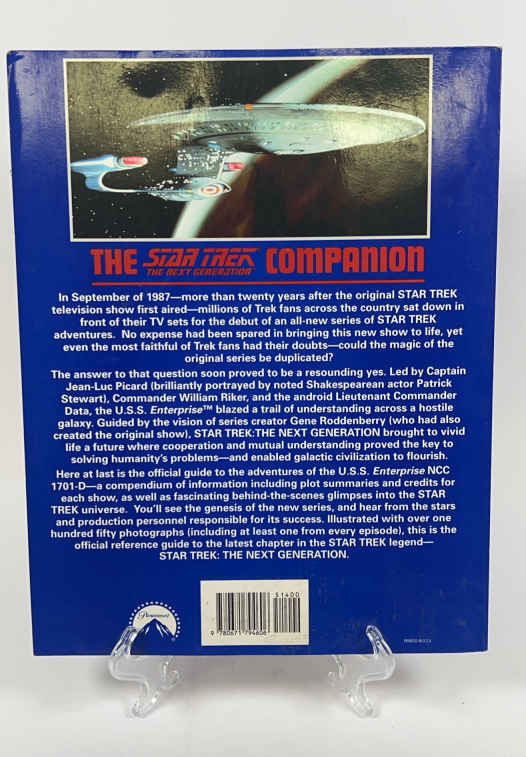 THE STAR TREK COMPANION
THE NEXT GENERATION
In September of 1987—more than twenty years after the original STAR TREK
television show first aired—millions of Trek fans across the country sat down in
front of their TV sets for the debut of an all-new series of STAR TREK
adventures. No expense had been spared in bringing this new show to life, yet
even the most faithful of Trek fans had their doubts—could the magic of the
original series be duplicated?
The answer to that question soon proved to be a resounding yes. Led by Captain
Jean-Luc Picard (brilliantly portrayed by noted Shakespearean actor Patrick
Stewart), Commander William Riker, and the android Lieutenant Commander
Data, the U.S.S. Enterprise™ blazed a trail of understanding across a hostile
galaxy. Guided by the vision of series creator Gene Roddenberry (who had also
created the original show), STAR TREK:THE NEXT GENERATION brought to vivid
life a future where cooperation and mutual understanding proved the key to
solving humanity's problems—and enabled galactic civilization to flourish.
Here at last is the official guide to the adventures of the U.S.S. Enterprise NCC
1701-D—a compendium of information including plot summaries and credits for
each show, as well as fascinating behind-the-scenes glimpses into the STAR
TREK universe. You'll see the genesis of the new series, and hear from the stars
and production personnel responsible for its success. Illustrated with over one
hundred fifty photographs (including at least one from every episode), this is the
official reference guide to the latest chapter in the STAR TREK legend—
STAR TREK: THE NEXT GENERATION.
Paramount
51400
9 780671 794606